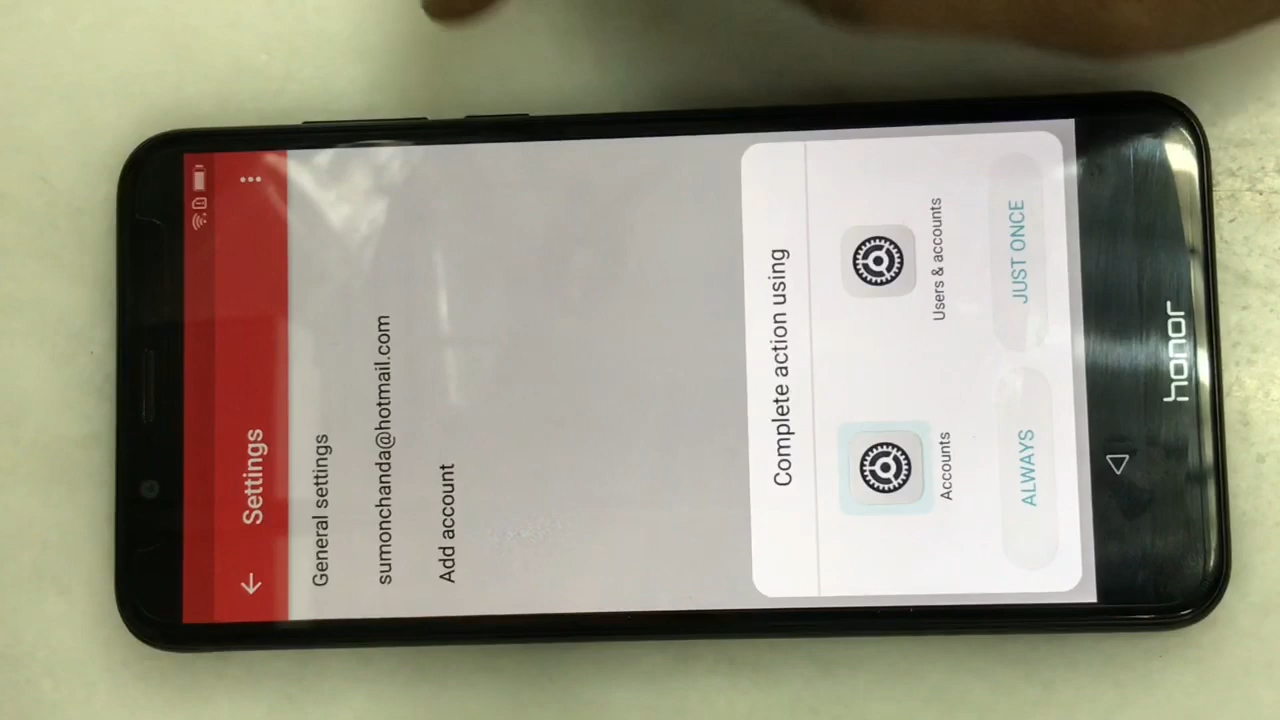 Settings
General settings
sumonchanda@hotmail.com
Add account
Complete action using
Accounts
Users & accounts
ALWAYS
JUST ONCE
honor